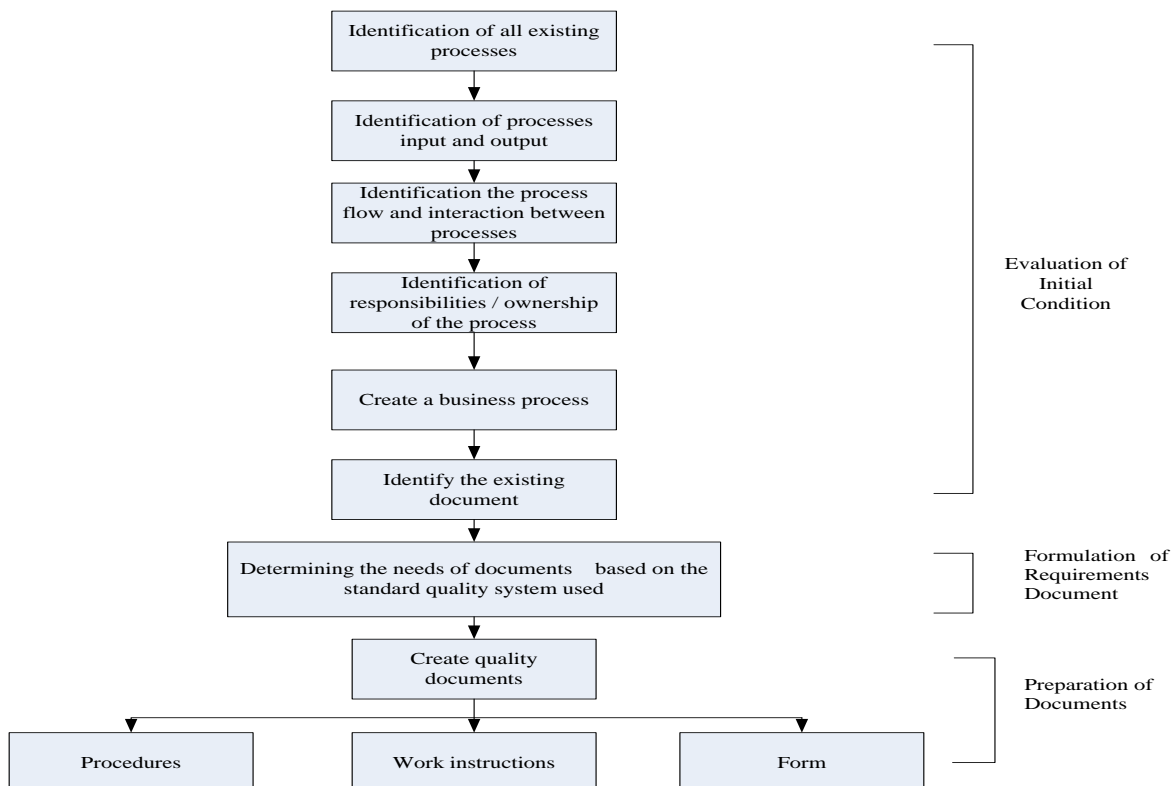 Identification of all existing
processes
Identification of processes
input and output
Identification the process
flow and interaction between
processes
Identification of
responsibilities / ownership
of the process
Create a business process
Identify the existing
document
Evaluation of
Initial
Condition
Determining the needs of documents based on the
standard quality system used
Formulation of
Requirements
Document
Create quality
documents
Preparation of
Documents
Procedures
Work instructions
Form